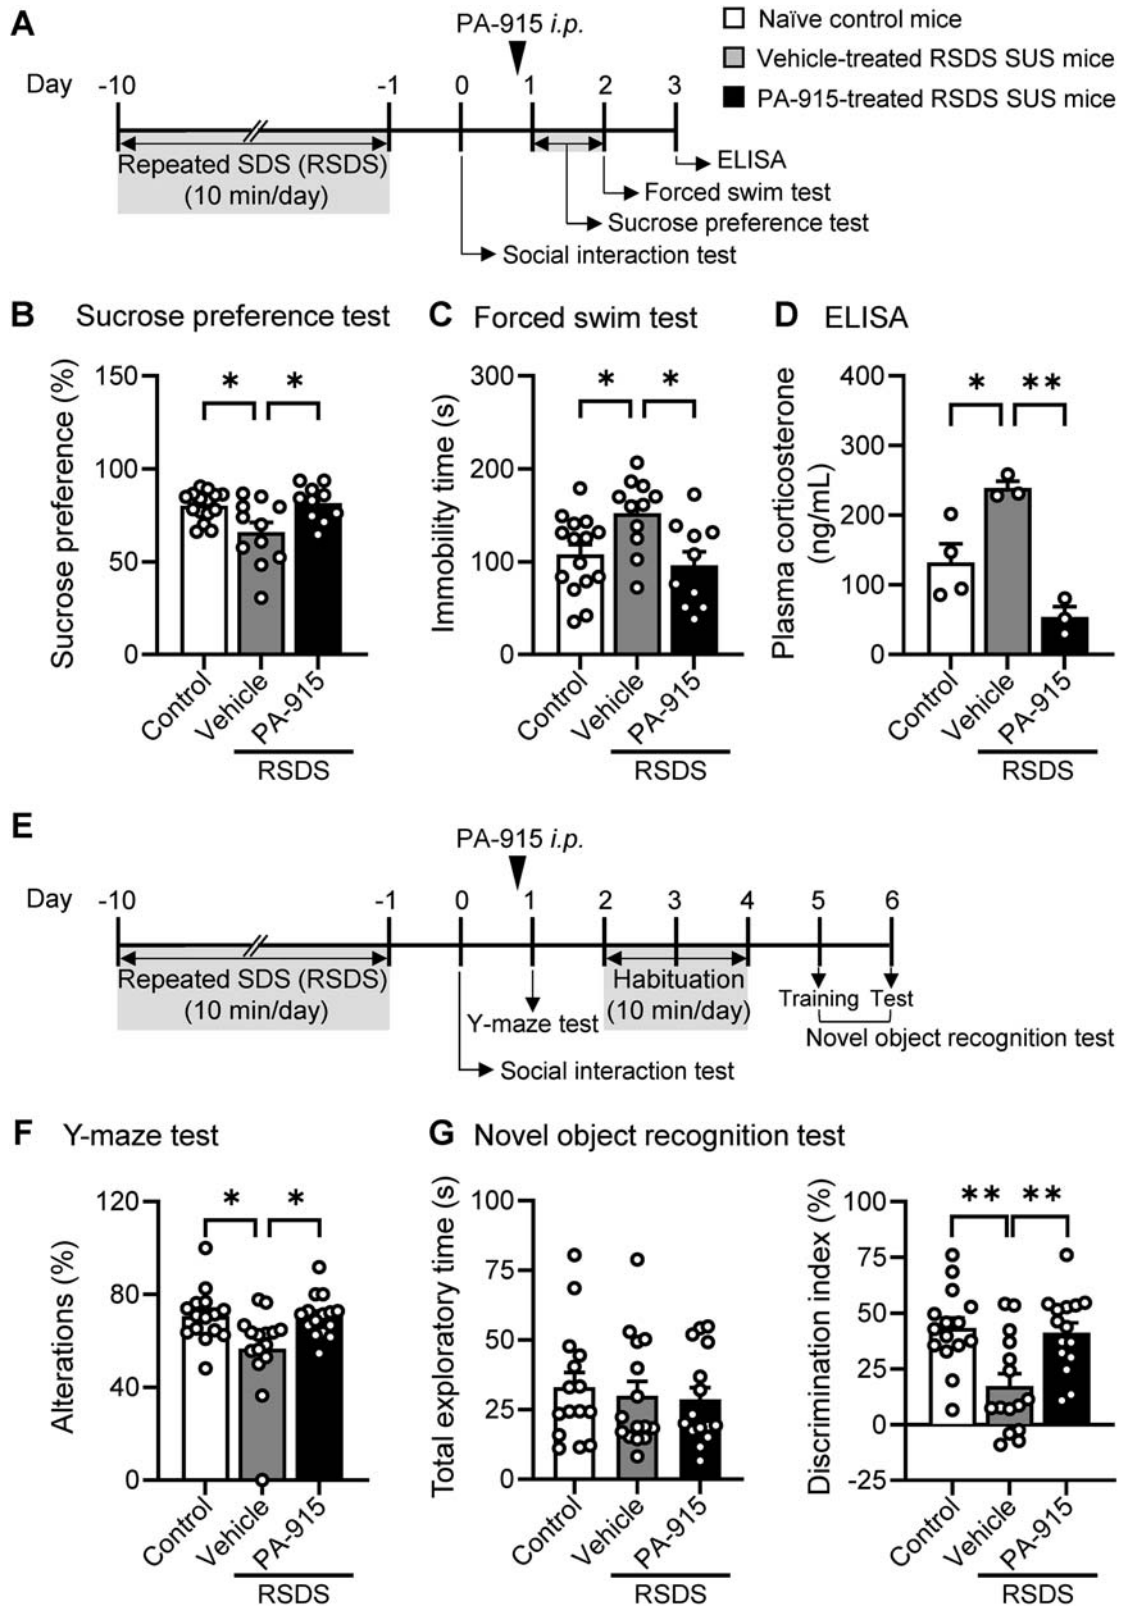 A
PA-915 i.p.
Naïve control mice
Vehicle-treated RSDS SUS mice
PA-915-treated RSDS SUS mice
Day -10 -1 0 1 2 3
Repeated SDS (RSDS)
(10 min/day)
ELISA
Forced swim test
Sucrose preference test
Social interaction test
B Sucrose preference test
Sucrose preference (%)
150
100
50
0
* *
Control
Vehicle
PA-915
RSDS
C Forced swim test
Immobility time (s)
300
200
100
0
* *
Control
Vehicle
PA-915
RSDS
D ELISA
Plasma corticosterone
(ng/mL)
400
300
200
100
0
* **
Control
Vehicle
PA-915
RSDS
E
PA-915 i.p.
Day -10 -1 0 1 2 3 4 5 6
Repeated SDS (RSDS)
(10 min/day)
Habituation
(10 min/day)
Training Test
Y-maze test
Novel object recognition test
Social interaction test
F Y-maze test
Alterations (%)
120
80
40
0
* *
Control
Vehicle
PA-915
RSDS
G Novel object recognition test
Total exploratory time (s)
100
75
50
25
0
Control
Vehicle
PA-915
RSDS
Discrimination index (%)
100
75
50
25
0
-25
** **
Control
Vehicle
PA-915
RSDS